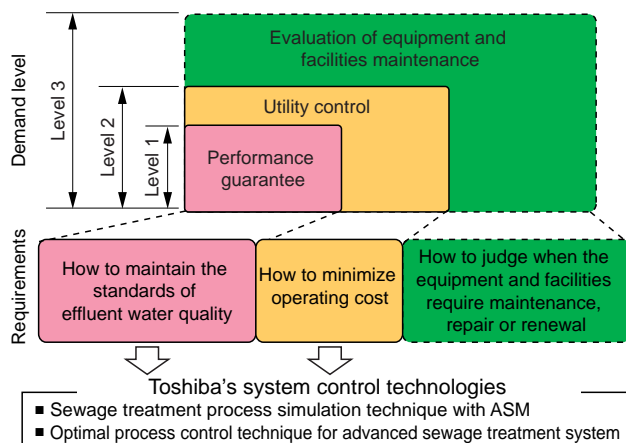 Demand level
Level 3
Level 2
Level 1
Evaluation of equipment and
facilities maintenance
Utility control
Performance
guarantee
Requirements
How to maintain the
standards of
effluent water quality
How to minimize
operating cost
How to judge when the
equipment and facilities
require maintenance,
repair or renewal
Toshiba's system control technologies
■ Sewage treatment process simulation technique with ASM
■ Optimal process control technique for advanced sewage treatment system